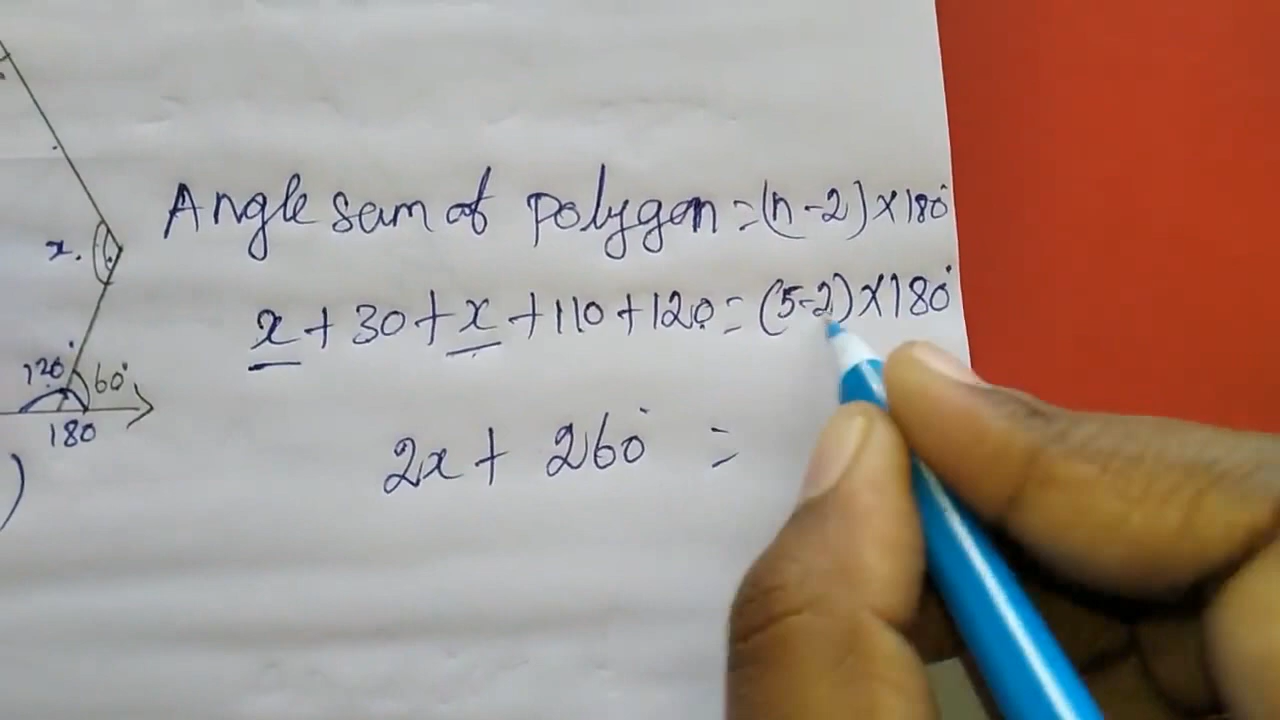 Angle sum of polygon = (n-2) × 180°
x.
x + 30 + x + 110 + 120 = (5-2) × 180°
120° 60°
180
2x + 260° =
)